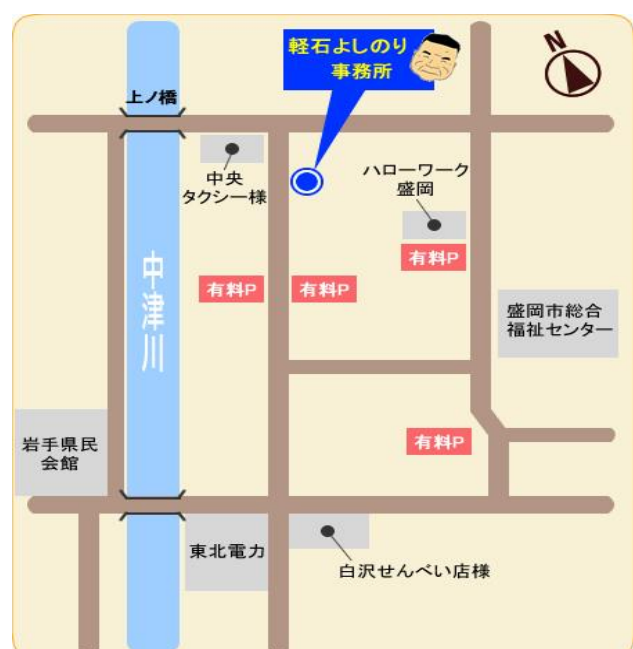 軽石よしのり
事務所
N
上ノ橋
中央
タクシー様
ハローワーク
盛岡
有料P
有料P
有料P
中津川
盛岡市総合
福祉センター
有料P
岩手県民
会館
東北電力
白沢せんべい店様